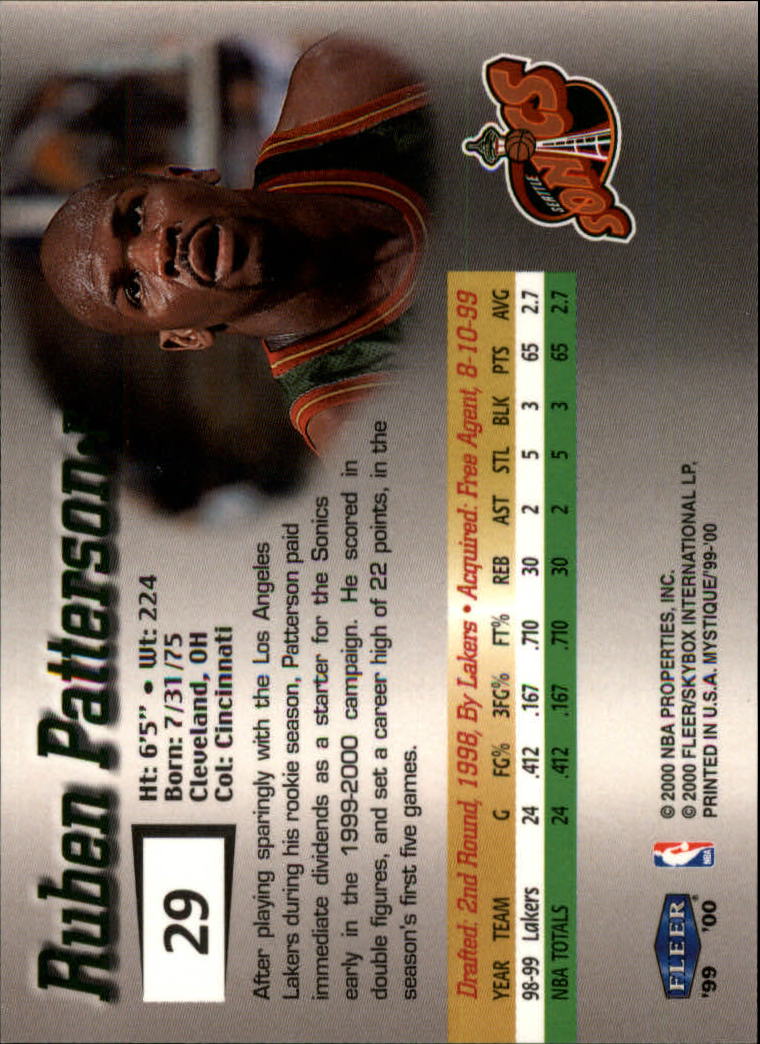 Ruben Patterson
29
Ht: 6'5" • Wt: 224
Born: 7/31/75
Cleveland, OH
Col: Cincinnati
After playing sparingly with the Los Angeles
Lakers during his rookie season, Patterson paid
immediate dividends as a starter for the Sonics
early in the 1999-2000 campaign. He scored in
double figures, and set a career high of 22 points, in the
season's first five games.
SEATTLE
SONICS
Drafted: 2nd Round, 1998, By Lakers • Acquired: Free Agent, 8-10-99
YEAR TEAM G FG% 3FG% FT% REB AST STL BLK PTS AVG
98-99 Lakers 24 .412 .167 .710 30 2 5 3 65 2.7
NBA TOTALS 24 .412 .167 .710 30 2 5 3 65 2.7
FLEER®
'99 '00
NBA
© 2000 NBA PROPERTIES, INC.
© 2000 FLEER/SKYBOX INTERNATIONAL LP,
PRINTED IN U.S.A. MYSTIQUE/'99-'00